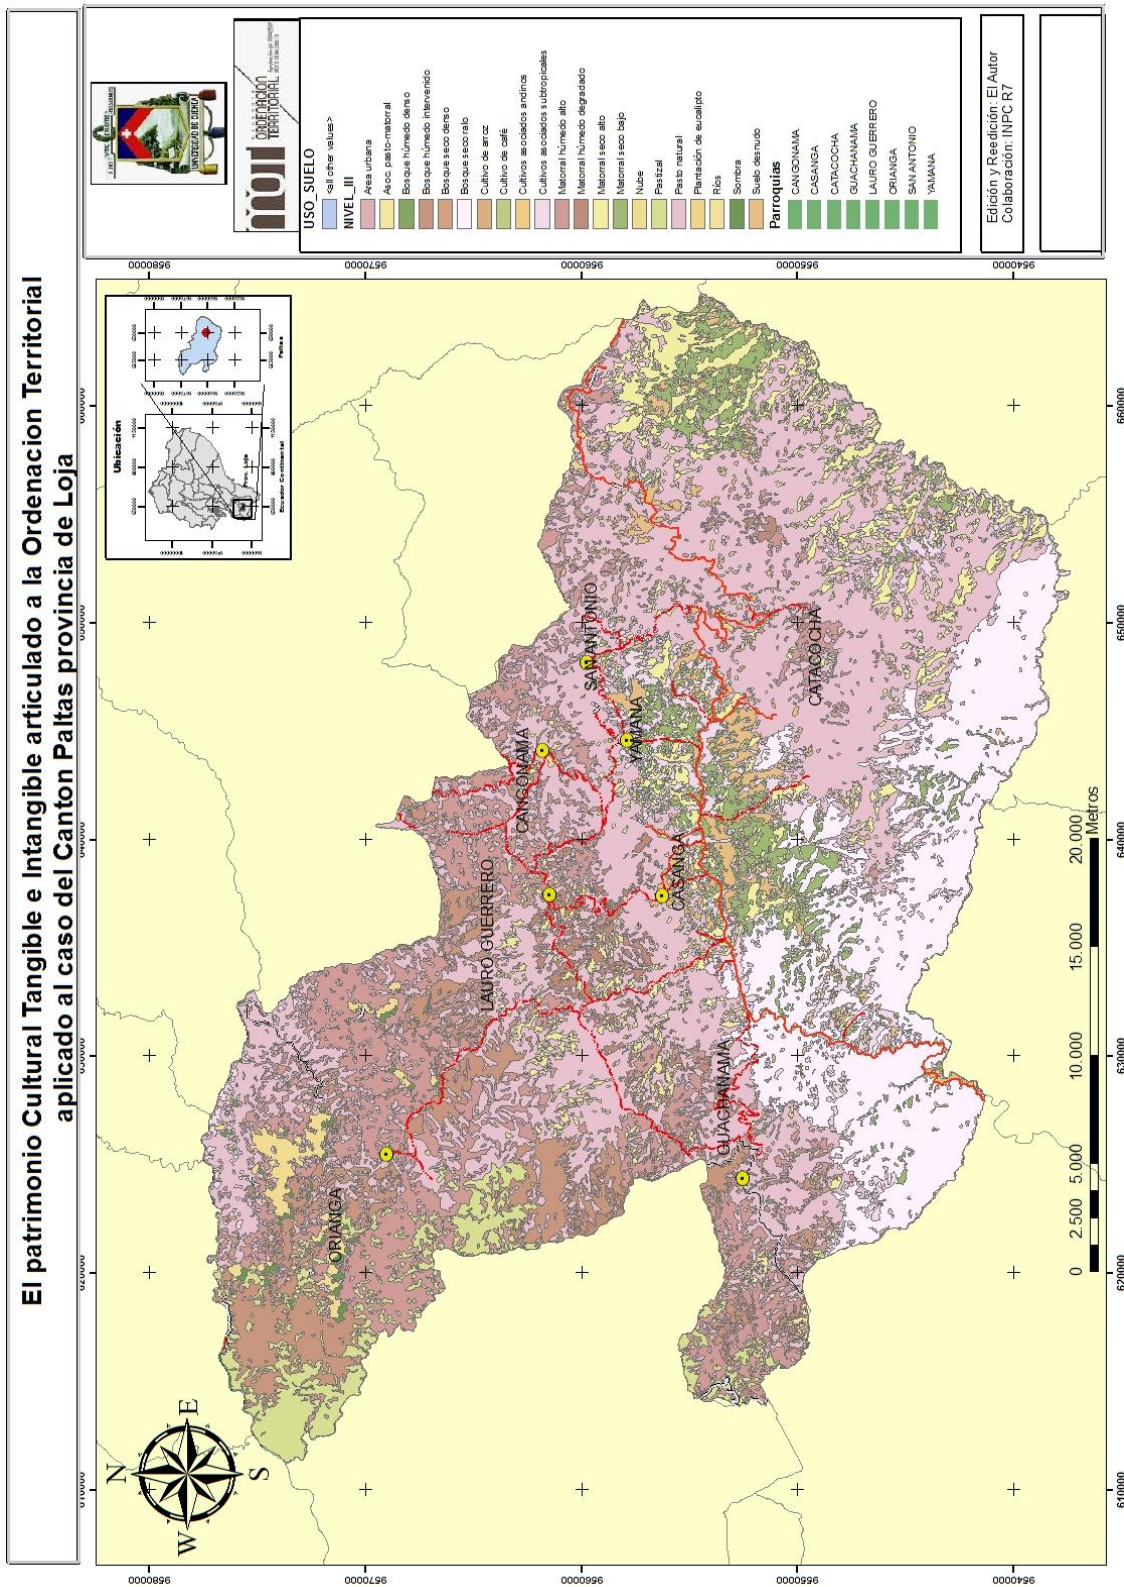 El patrimonio Cultural Tangible e Intangible articulado a la Ordenacion Territorial
aplicado al caso del Canton Paltas provincia de Loja
N
W
E
S
Ubicación
Ecuador Continental
Paltas
ORIANGA
LAURO GUERRERO
CANGONAMA
SAN ANTONIO
YAMANA
CASANGA
GUACHANAMA
CATACOCHA
0 2.500 5.000 10.000 15.000 20.000
Metros
610000
620000
630000
640000
650000
660000
9680000
9670000
9660000
9650000
9640000
UNIVERSIDAD DE CUENCA
ORDENACION
TERRITORIAL
USO_SUELO
<all other values>
NIVEL_III
Area urbana
Asoc. pasto-matorral
Bosque húmedo denso
Bosque húmedo intervenido
Bosque seco denso
Bosque seco ralo
Cultivo de arroz
Cultivo de café
Cultivos asociados andinos
Cultivos asociados subtropicales
Matorral húmedo alto
Matorral húmedo degradado
Matorral seco alto
Matorral seco bajo
Nube
Pastizal
Pasto natural
Plantación de eucalipto
Ríos
Sombra
Suelo desnudo
Parroquias
CANGONAMA
CASANGA
CATACOCHA
GUACHANAMA
LAURO GUERRERO
ORIANGA
SAN ANTONIO
YAMANA
Edición y Reedición: El Autor
Colaboración: INPC R7